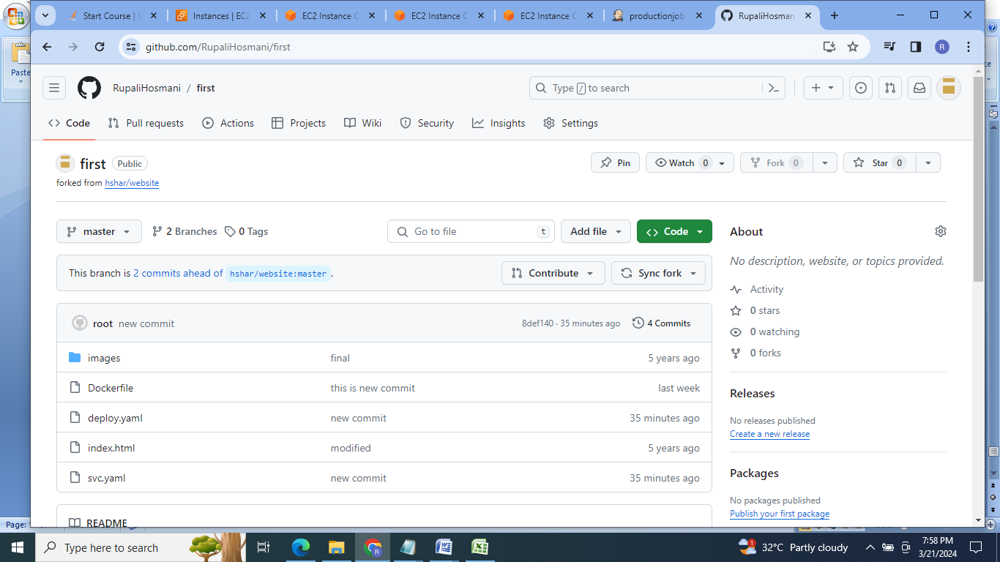 Start Course | I
Instances | EC2
EC2 Instance C
EC2 Instance C
EC2 Instance C
productionjob
RupaliHosmani
github.com/RupaliHosmani/first
R
Paste
RupaliHosmani / first
Type / to search
Code Pull requests Actions Projects Wiki Security Insights Settings
first Public
Pin Watch 0 Fork 0 Star 0
forked from hshar/website
master 2 Branches 0 Tags Go to file t Add file Code About
No description, website, or topics provided.
This branch is 2 commits ahead of hshar/website:master . Contribute Sync fork
Activity
0 stars
root new commit 8def140 · 35 minutes ago 4 Commits
0 watching
0 forks
images final 5 years ago
Dockerfile this is new commit last week
Releases
deploy.yaml new commit 35 minutes ago
No releases published
Create a new release
index.html modified 5 years ago
Packages
svc.yaml new commit 35 minutes ago
No packages published
Publish your first package
README
Page:
Type here to search
R
1
32°C Partly cloudy
7:58 PM
3/21/2024